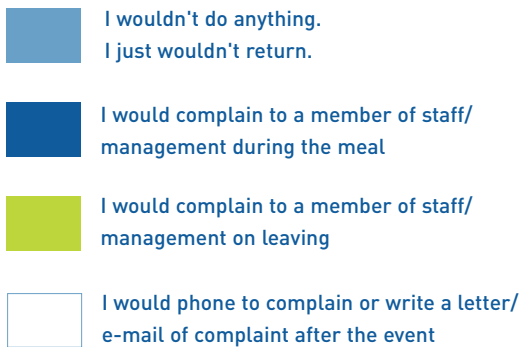 I wouldn't do anything.
I just wouldn't return.
I would complain to a member of staff/
management during the meal
I would complain to a member of staff/
management on leaving
I would phone to complain or write a letter/
e-mail of complaint after the event